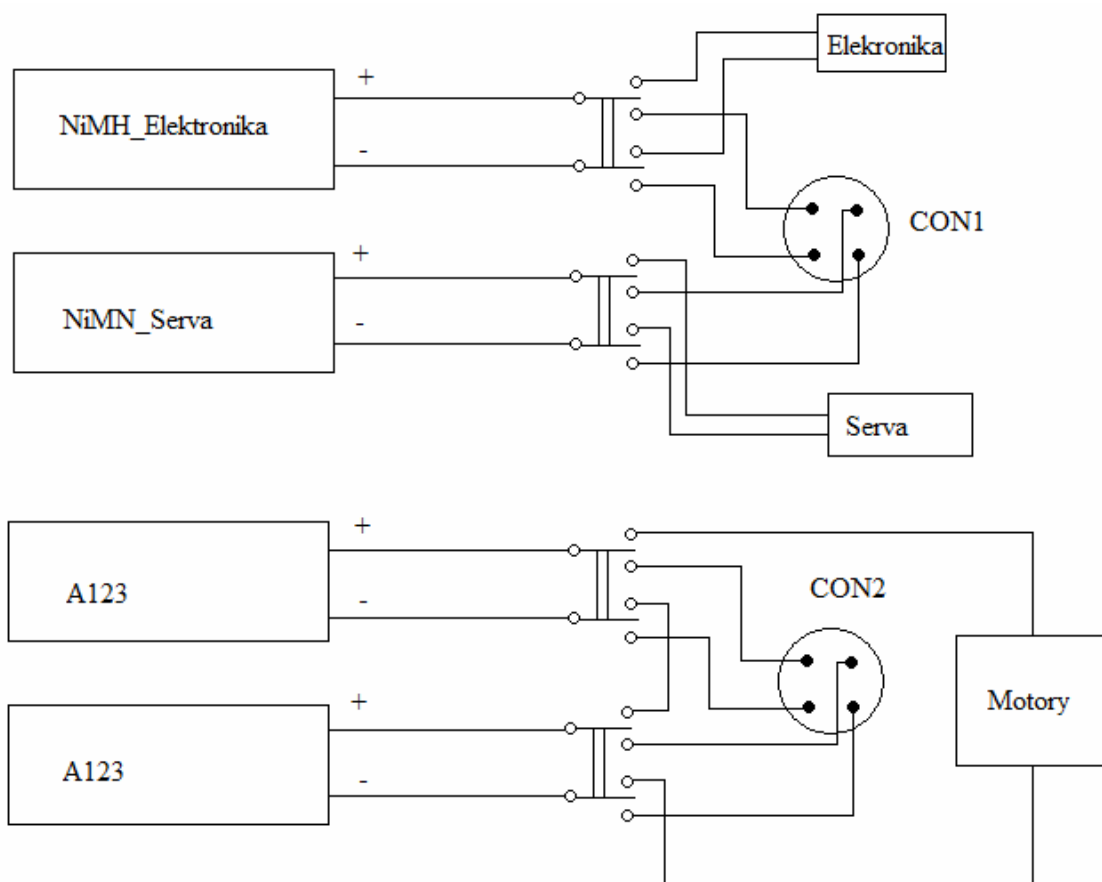 Elekronika
+
NiMH_Elektronika
-
CON1
+
NiMN_Serva
-
Serva
+
A123
-
CON2
Motory
+
A123
-